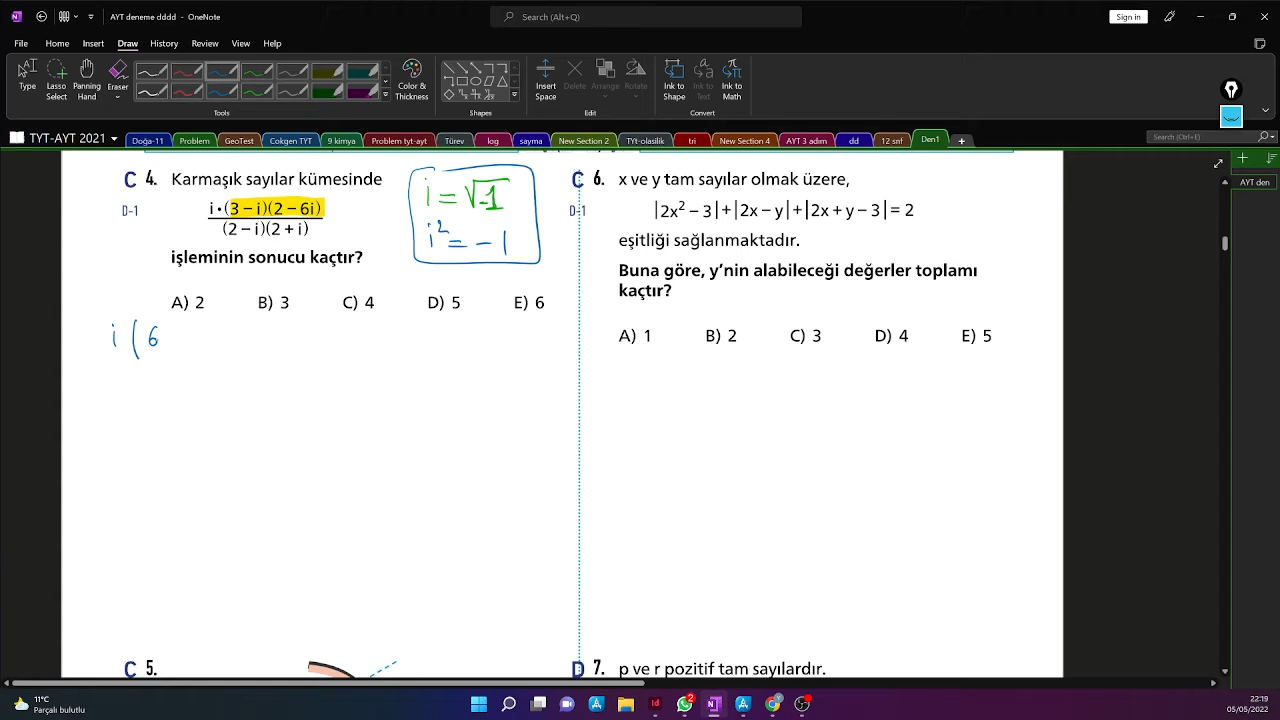 AYT deneme dddd - OneNote
Search (Alt+Q)
Sign in
File Home Insert Draw History Review View Help
Type
Lasso Select
Panning Hand
Eraser
Color & Thickness
Insert Space
Delete
Arrange
Rotate
Ink to Shape
Ink to Text
Ink to Math
Tools
Shapes
Edit
Convert
TYT-AYT 2021
Doğa-11 Problem GeoTest Cokgen TYT 9 kimya Problem tyt-ayt Türev log sayma New Section 2 TYt-olasilik tri New Section 4 AYT 3 adım dd 12 snf Den1 +
Search (Ctrl+E)
AYT den
C 4. Karmaşık sayılar kümesinde
D-1
i·(3 − i)(2 − 6i)
(2 − i)(2 + i)
işleminin sonucu kaçtır?
A) 2 B) 3 C) 4 D) 5 E) 6
i = √-1
i² = -1
i (6
C 5.
C 6. x ve y tam sayılar olmak üzere,
D-1
|2x² − 3| + |2x − y| + |2x + y − 3| = 2
eşitliği sağlanmaktadır.
Buna göre, y’nin alabileceği değerler toplamı
kaçtır?
A) 1 B) 2 C) 3 D) 4 E) 5
D 7. p ve r pozitif tam sayılardır.
11°C
Parçalı bulutlu
2
22:19
05/05/2022